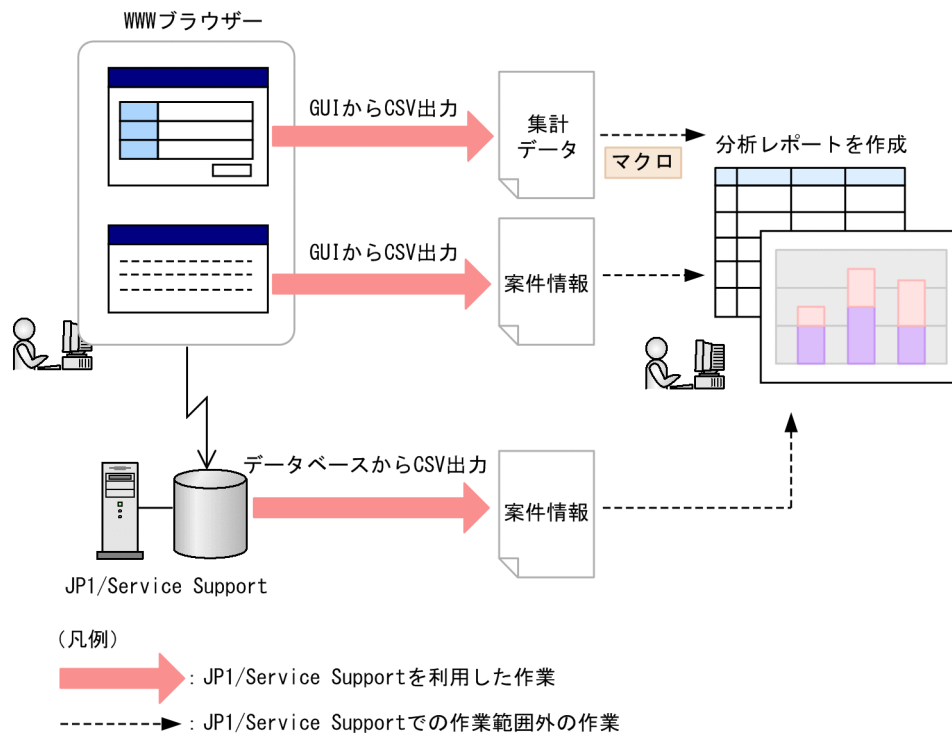 WWWブラウザー
GUIからCSV出力
集計
データ
マクロ
分析レポートを作成
GUIからCSV出力
案件情報
データベースからCSV出力
案件情報
JP1/Service Support
(凡例)
: JP1/Service Supportを利用した作業
: JP1/Service Supportでの作業範囲外の作業